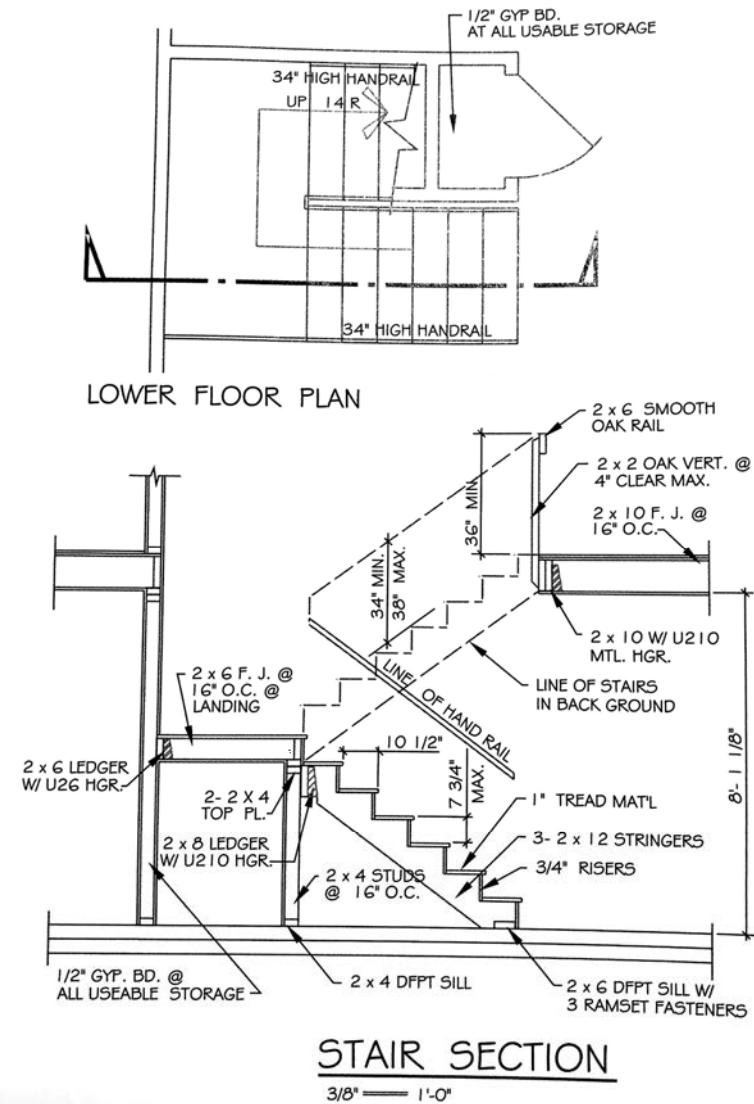 1/2" GYP BD.
AT ALL USABLE STORAGE
34" HIGH HANDRAIL
UP 14 R
34" HIGH HANDRAIL
LOWER FLOOR PLAN
2 x 6 SMOOTH
OAK RAIL
2 x 2 OAK VERT. @
4" CLEAR MAX.
36" MIN
2 x 10 F. J. @
16" O.C.
34" MIN.
38" MAX.
2 x 10 W/ U210
MTL. HGR.
2 x 6 F. J. @
16" O.C. @
LANDING
LINE OF HAND RAIL
LINE OF STAIRS
IN BACK GROUND
10 1/2"
2 x 6 LEDGER
W/ U26 HGR.
7 3/4"
MAX.
8'- 1 1/8"
2- 2 X 4
TOP PL.
1" TREAD MAT'L
2 x 8 LEDGER
W/ U210 HGR.
3- 2 x 12 STRINGERS
3/4" RISERS
2 x 4 STUDS
@ 16" O.C.
1/2" GYP. BD. @
ALL USEABLE STORAGE
2 x 4 DFPT SILL
2 x 6 DFPT SILL W/
3 RAMSET FASTENERS
STAIR SECTION
3/8" 1'-0"